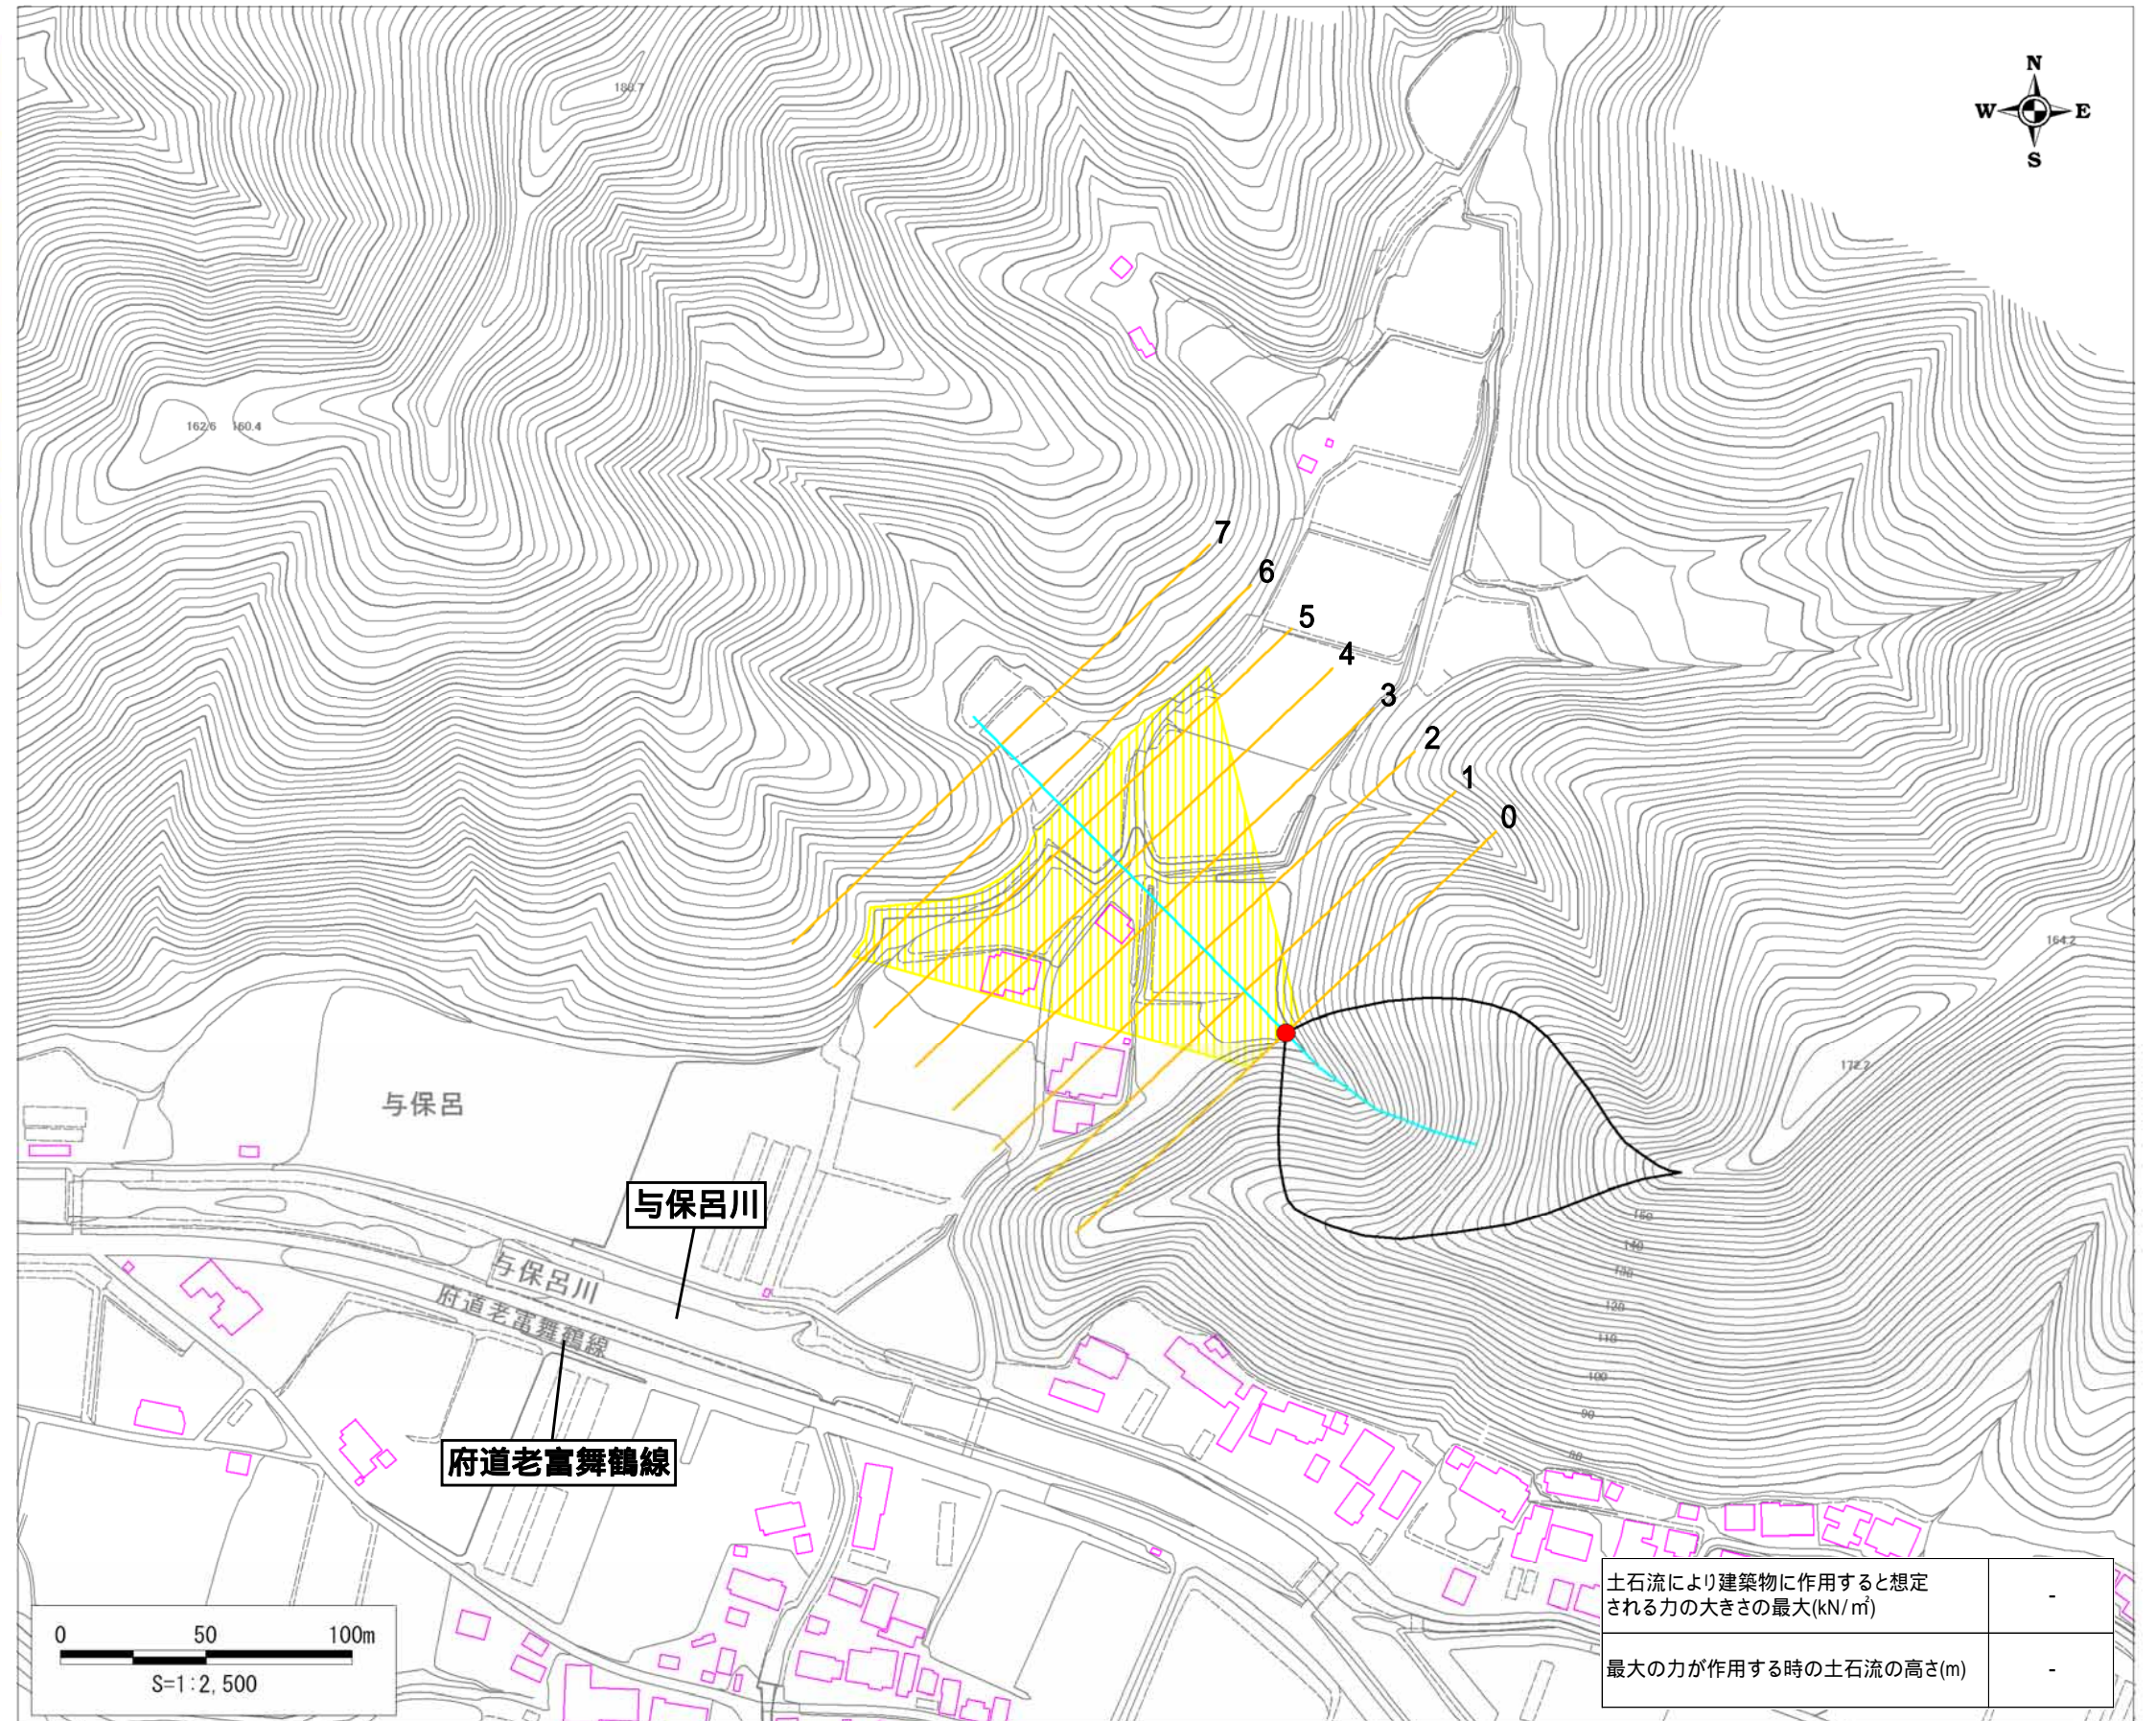 N
W E
S
188.7
162.6 160.4
7
6
5
4
3
2
1
0
164.2
172.2
与保呂
与保呂川
与保呂川
府道老富舞鶴線
府道老富舞鶴線
150
140
130
120
110
100
90
80
0 50 100m
S=1:2,500
土石流により建築物に作用すると想定
される力の大きさの最大(kN/㎡) -
最大の力が作用する時の土石流の高さ(m) -